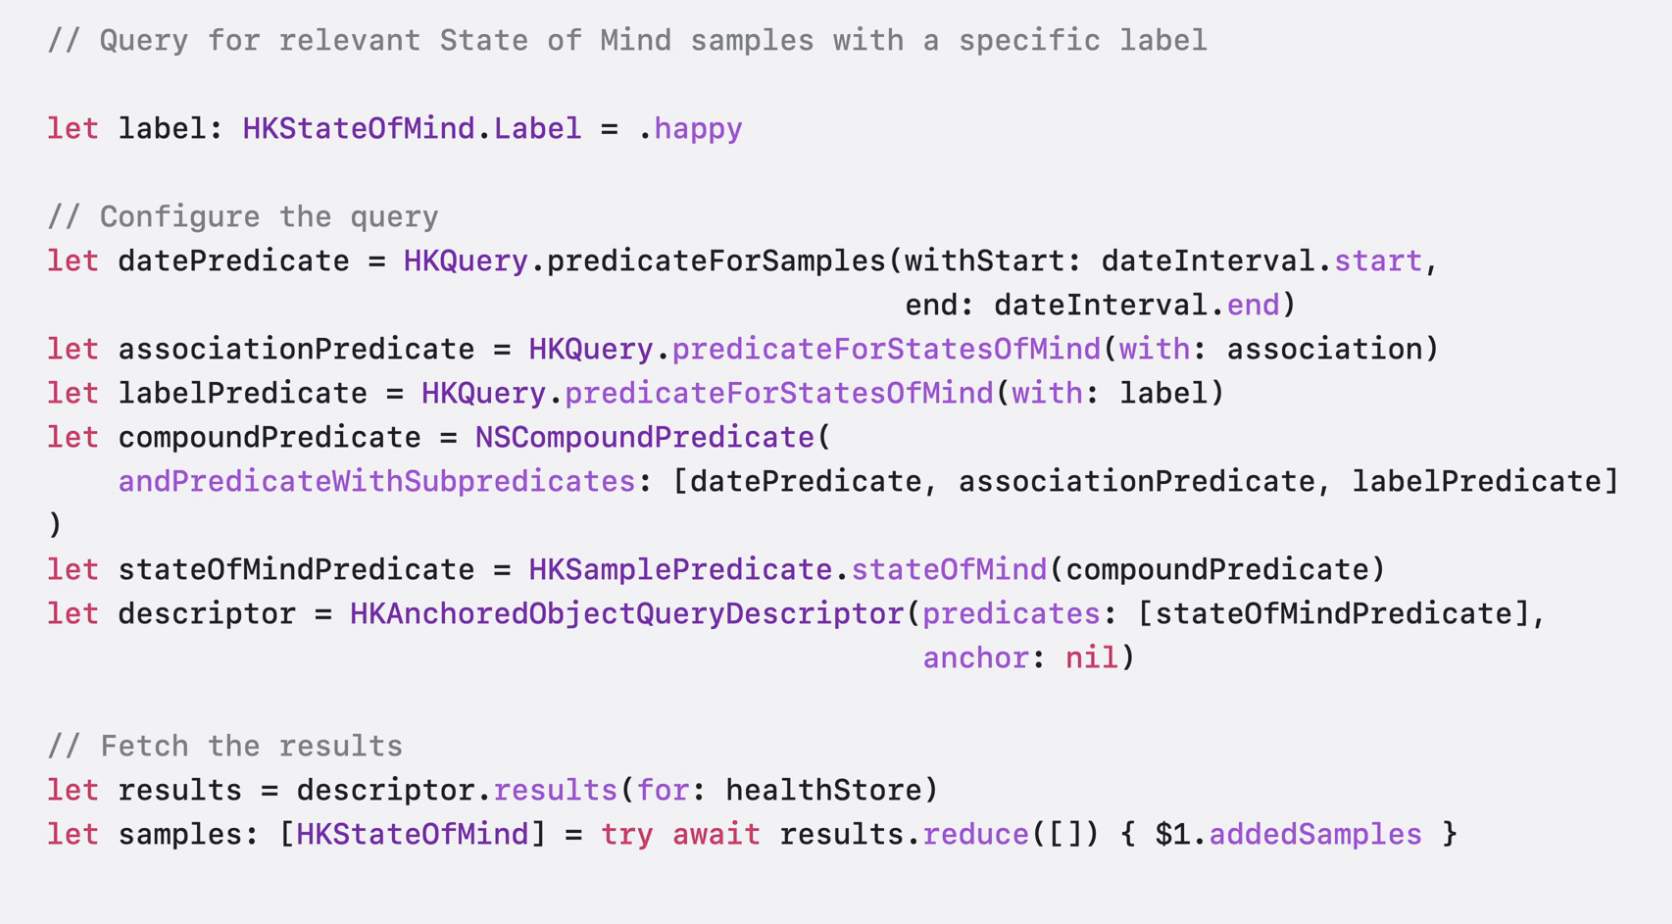 // Query for relevant State of Mind samples with a specific label
let label: HKStateOfMind.Label = .happy
// Configure the query
let datePredicate = HKQuery.predicateForSamples(withStart: dateInterval.start,
end: dateInterval.end)
let associationPredicate = HKQuery.predicateForStatesOfMind(with: association)
let labelPredicate = HKQuery.predicateForStatesOfMind(with: label)
let compoundPredicate = NSCompoundPredicate(
andPredicateWithSubpredicates: [datePredicate, associationPredicate, labelPredicate]
)
let stateOfMindPredicate = HKSamplePredicate.stateOfMind(compoundPredicate)
let descriptor = HKAnchoredObjectQueryDescriptor(predicates: [stateOfMindPredicate],
anchor: nil)
// Fetch the results
let results = descriptor.results(for: healthStore)
let samples: [HKStateOfMind] = try await results.reduce([]) { $1.addedSamples }